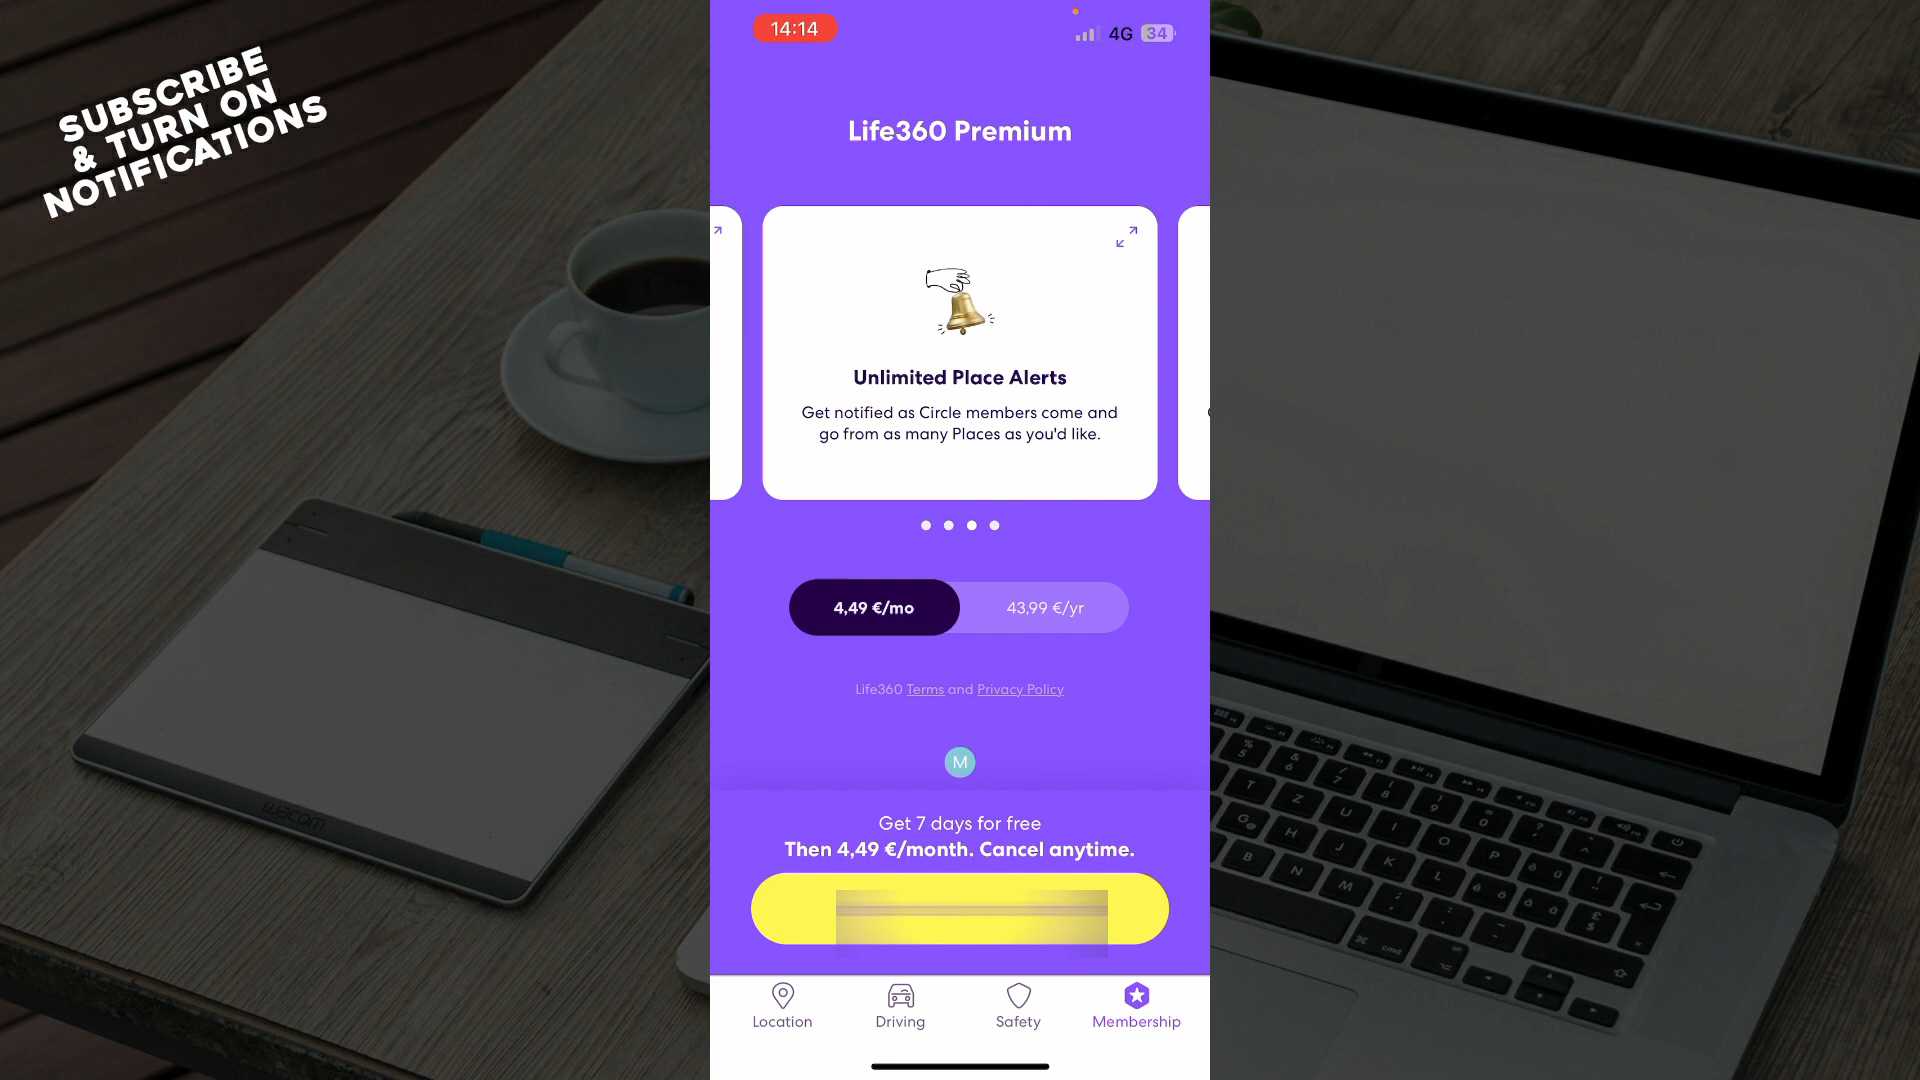 SUBSCRIBE
& TURN ON
NOTIFICATIONS
14:14
4G 34
Life360 Premium
Unlimited Place Alerts
Get notified as Circle members come and
go from as many Places as you'd like.
4,49 €/mo
43,99 €/yr
Life360 Terms and Privacy Policy
M
Get 7 days for free
Then 4,49 €/month. Cancel anytime.
Location
Driving
Safety
Membership
wacom